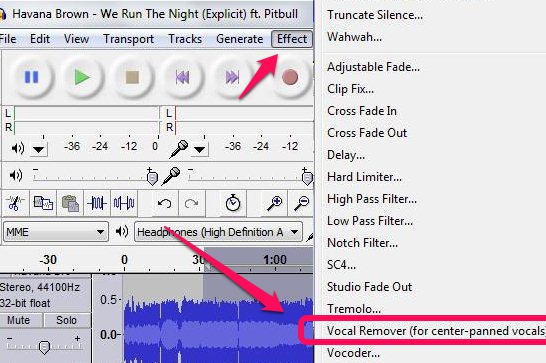 Havana Brown - We Run The Night (Explicit) ft. Pitbull
File Edit View Transport Tracks Generate Effect
L
R
L
R
-36 -24 -12 0
-36 -24 -12 0
- +
- +
MME
Headphones (High Definition A
-30 0 30 1:00
Stereo, 44100Hz
32-bit float
Mute Solo
- +
0.5
0.0
Truncate Silence...
Wahwah...
Adjustable Fade...
Clip Fix...
Cross Fade In
Cross Fade Out
Delay...
Hard Limiter...
High Pass Filter...
Low Pass Filter...
Notch Filter...
SC4...
Studio Fade Out
Tremolo...
Vocal Remover (for center-panned vocals)
Vocoder...